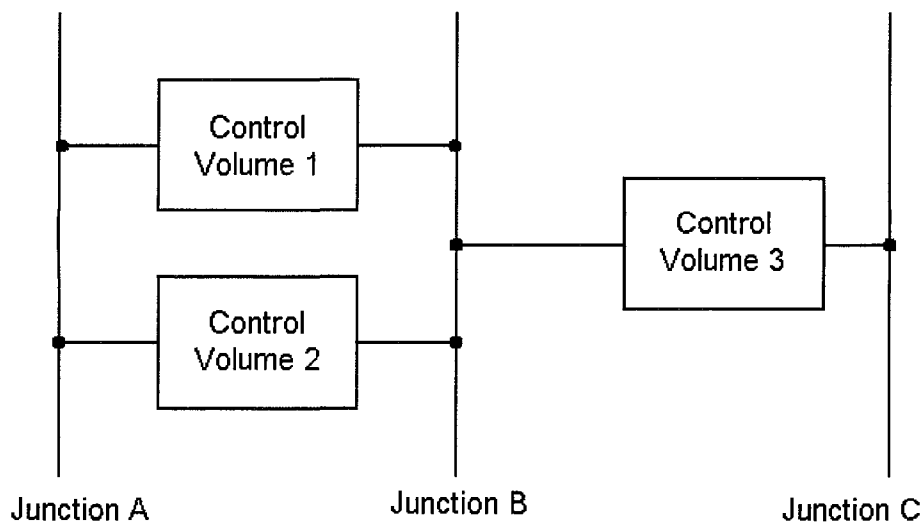 Control
Volume 1
Control
Volume 2
Control
Volume 3
Junction A
Junction B
Junction C